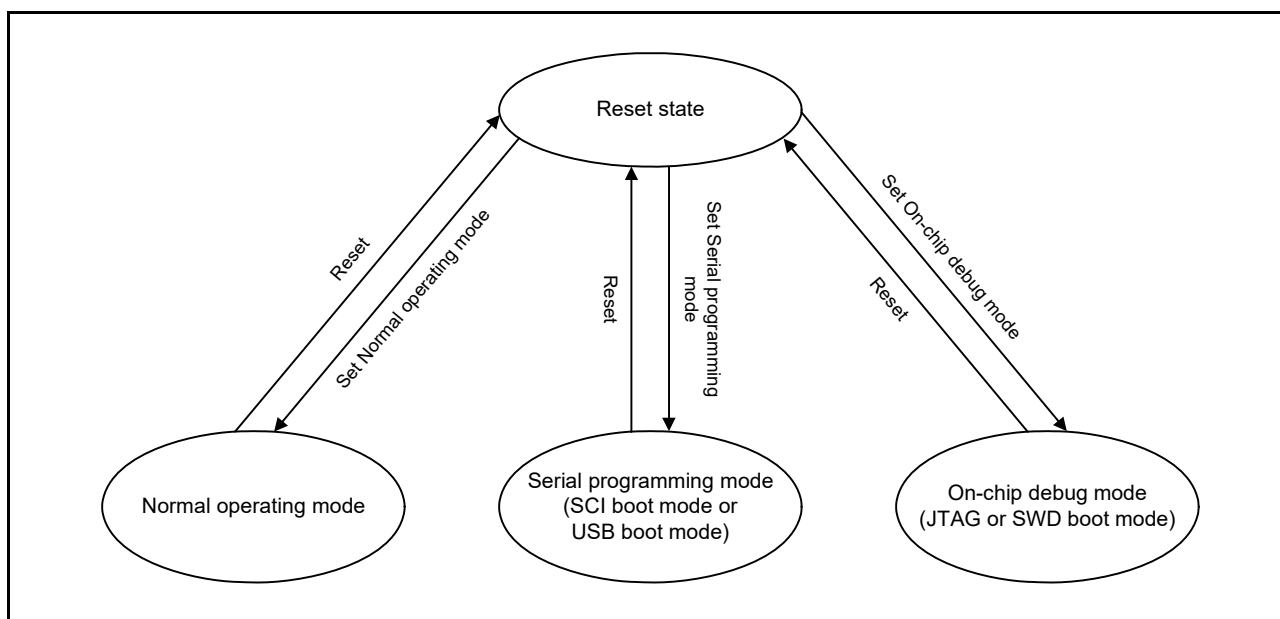 Reset state
Reset
Set Normal operating mode
Reset
Set Serial programming
mode
Set On-chip debug mode
Reset
Normal operating mode
Serial programming mode
(SCI boot mode or
USB boot mode)
On-chip debug mode
(JTAG or SWD boot mode)